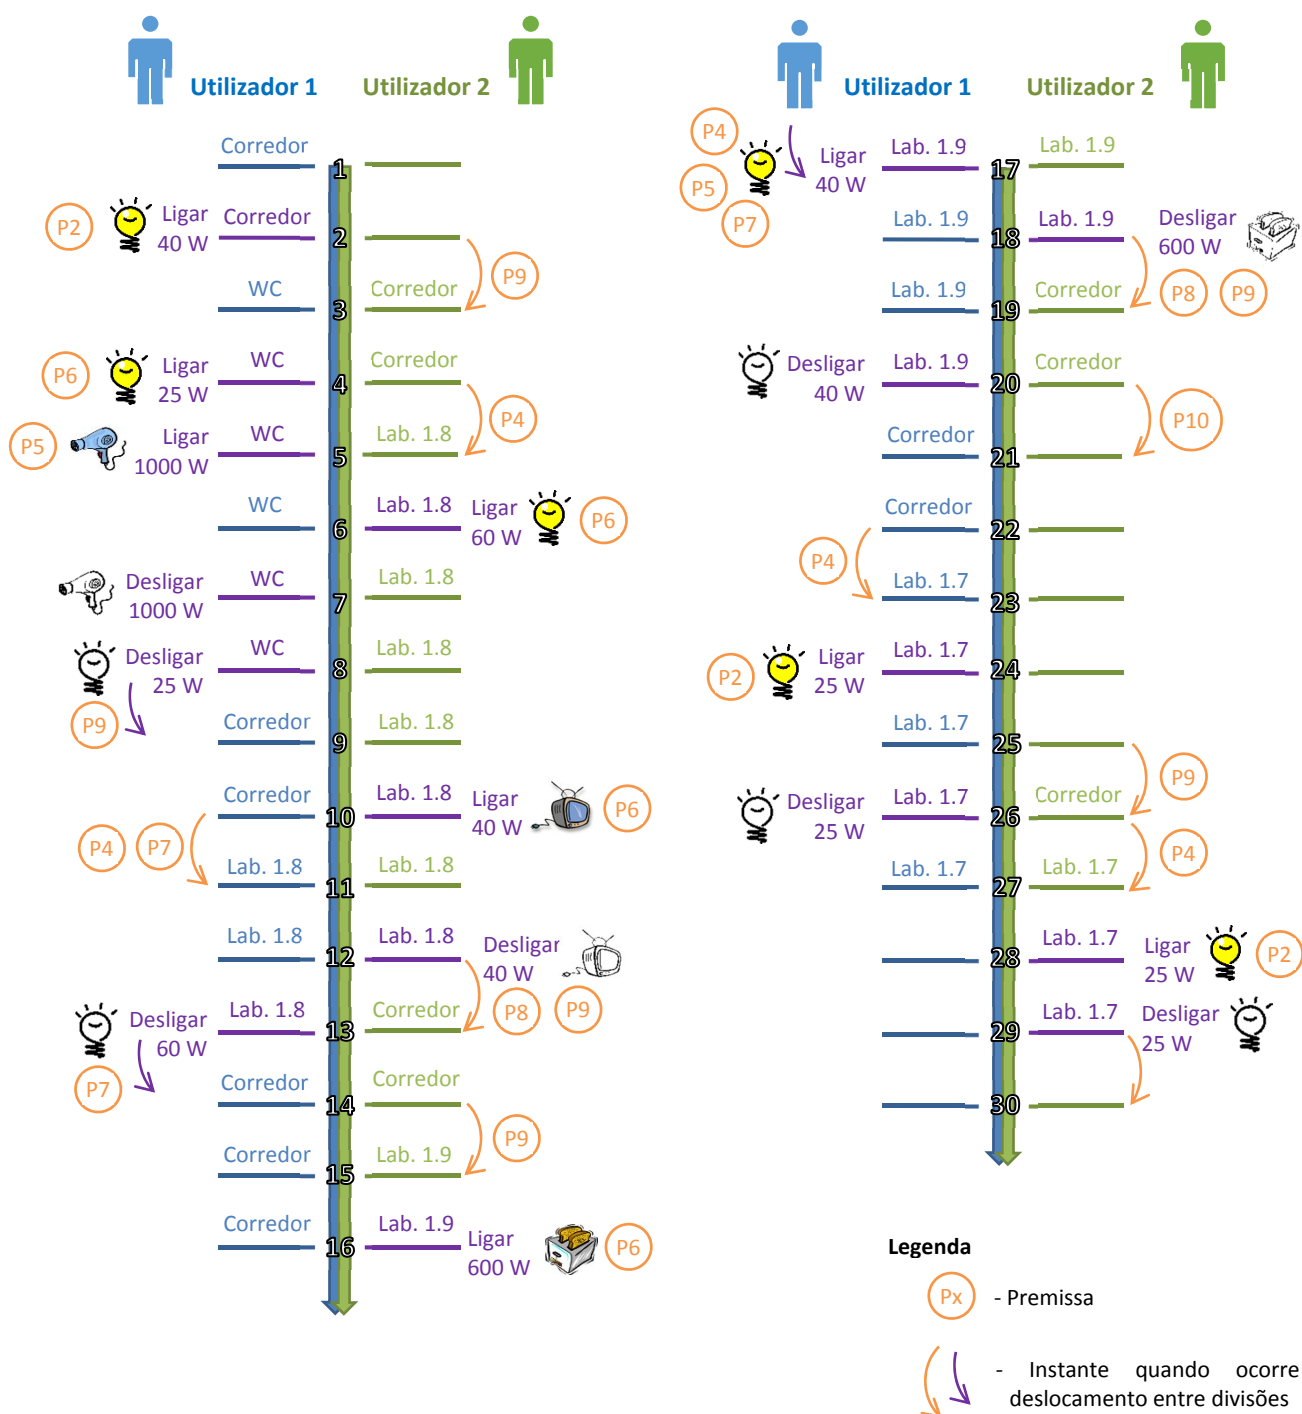 Utilizador 1 Utilizador 2
Corredor
1
P2 Ligar Corredor
40 W
2
P9
WC Corredor
3
P6 Ligar WC Corredor
25 W
4
P4
P5 Ligar WC Lab. 1.8
1000 W
5
WC Lab. 1.8 Ligar P6
60 W
6
Desligar WC Lab. 1.8
1000 W
7
Desligar WC Lab. 1.8
25 W
8
P9
Corredor Lab. 1.8
9
Corredor Lab. 1.8 Ligar P6
40 W
10
P4 P7
Lab. 1.8 Lab. 1.8
11
Lab. 1.8 Lab. 1.8 Desligar
40 W
12
P8 P9
Desligar Lab. 1.8 Corredor
60 W
13
P7
Corredor Corredor
14
P9
Corredor Lab. 1.9
15
Corredor Lab. 1.9 Ligar P6
600 W
16
Utilizador 1 Utilizador 2
P4
P5
P7
Ligar Lab. 1.9 Lab. 1.9
40 W
17
Lab. 1.9 Lab. 1.9 Desligar
600 W
18
P8 P9
Lab. 1.9 Corredor
19
Desligar Lab. 1.9 Corredor
40 W
20
P10
Corredor
21
Corredor
22
P4
Lab. 1.7
23
P2 Ligar Lab. 1.7
25 W
24
Lab. 1.7
25
P9
Desligar Lab. 1.7 Corredor
25 W
26
P4
Lab. 1.7 Lab. 1.7
27
Lab. 1.7 Ligar P2
25 W
28
Lab. 1.7 Desligar
25 W
29
30
Legenda
Px - Premissa
- Instante quando ocorre
deslocamento entre divisões